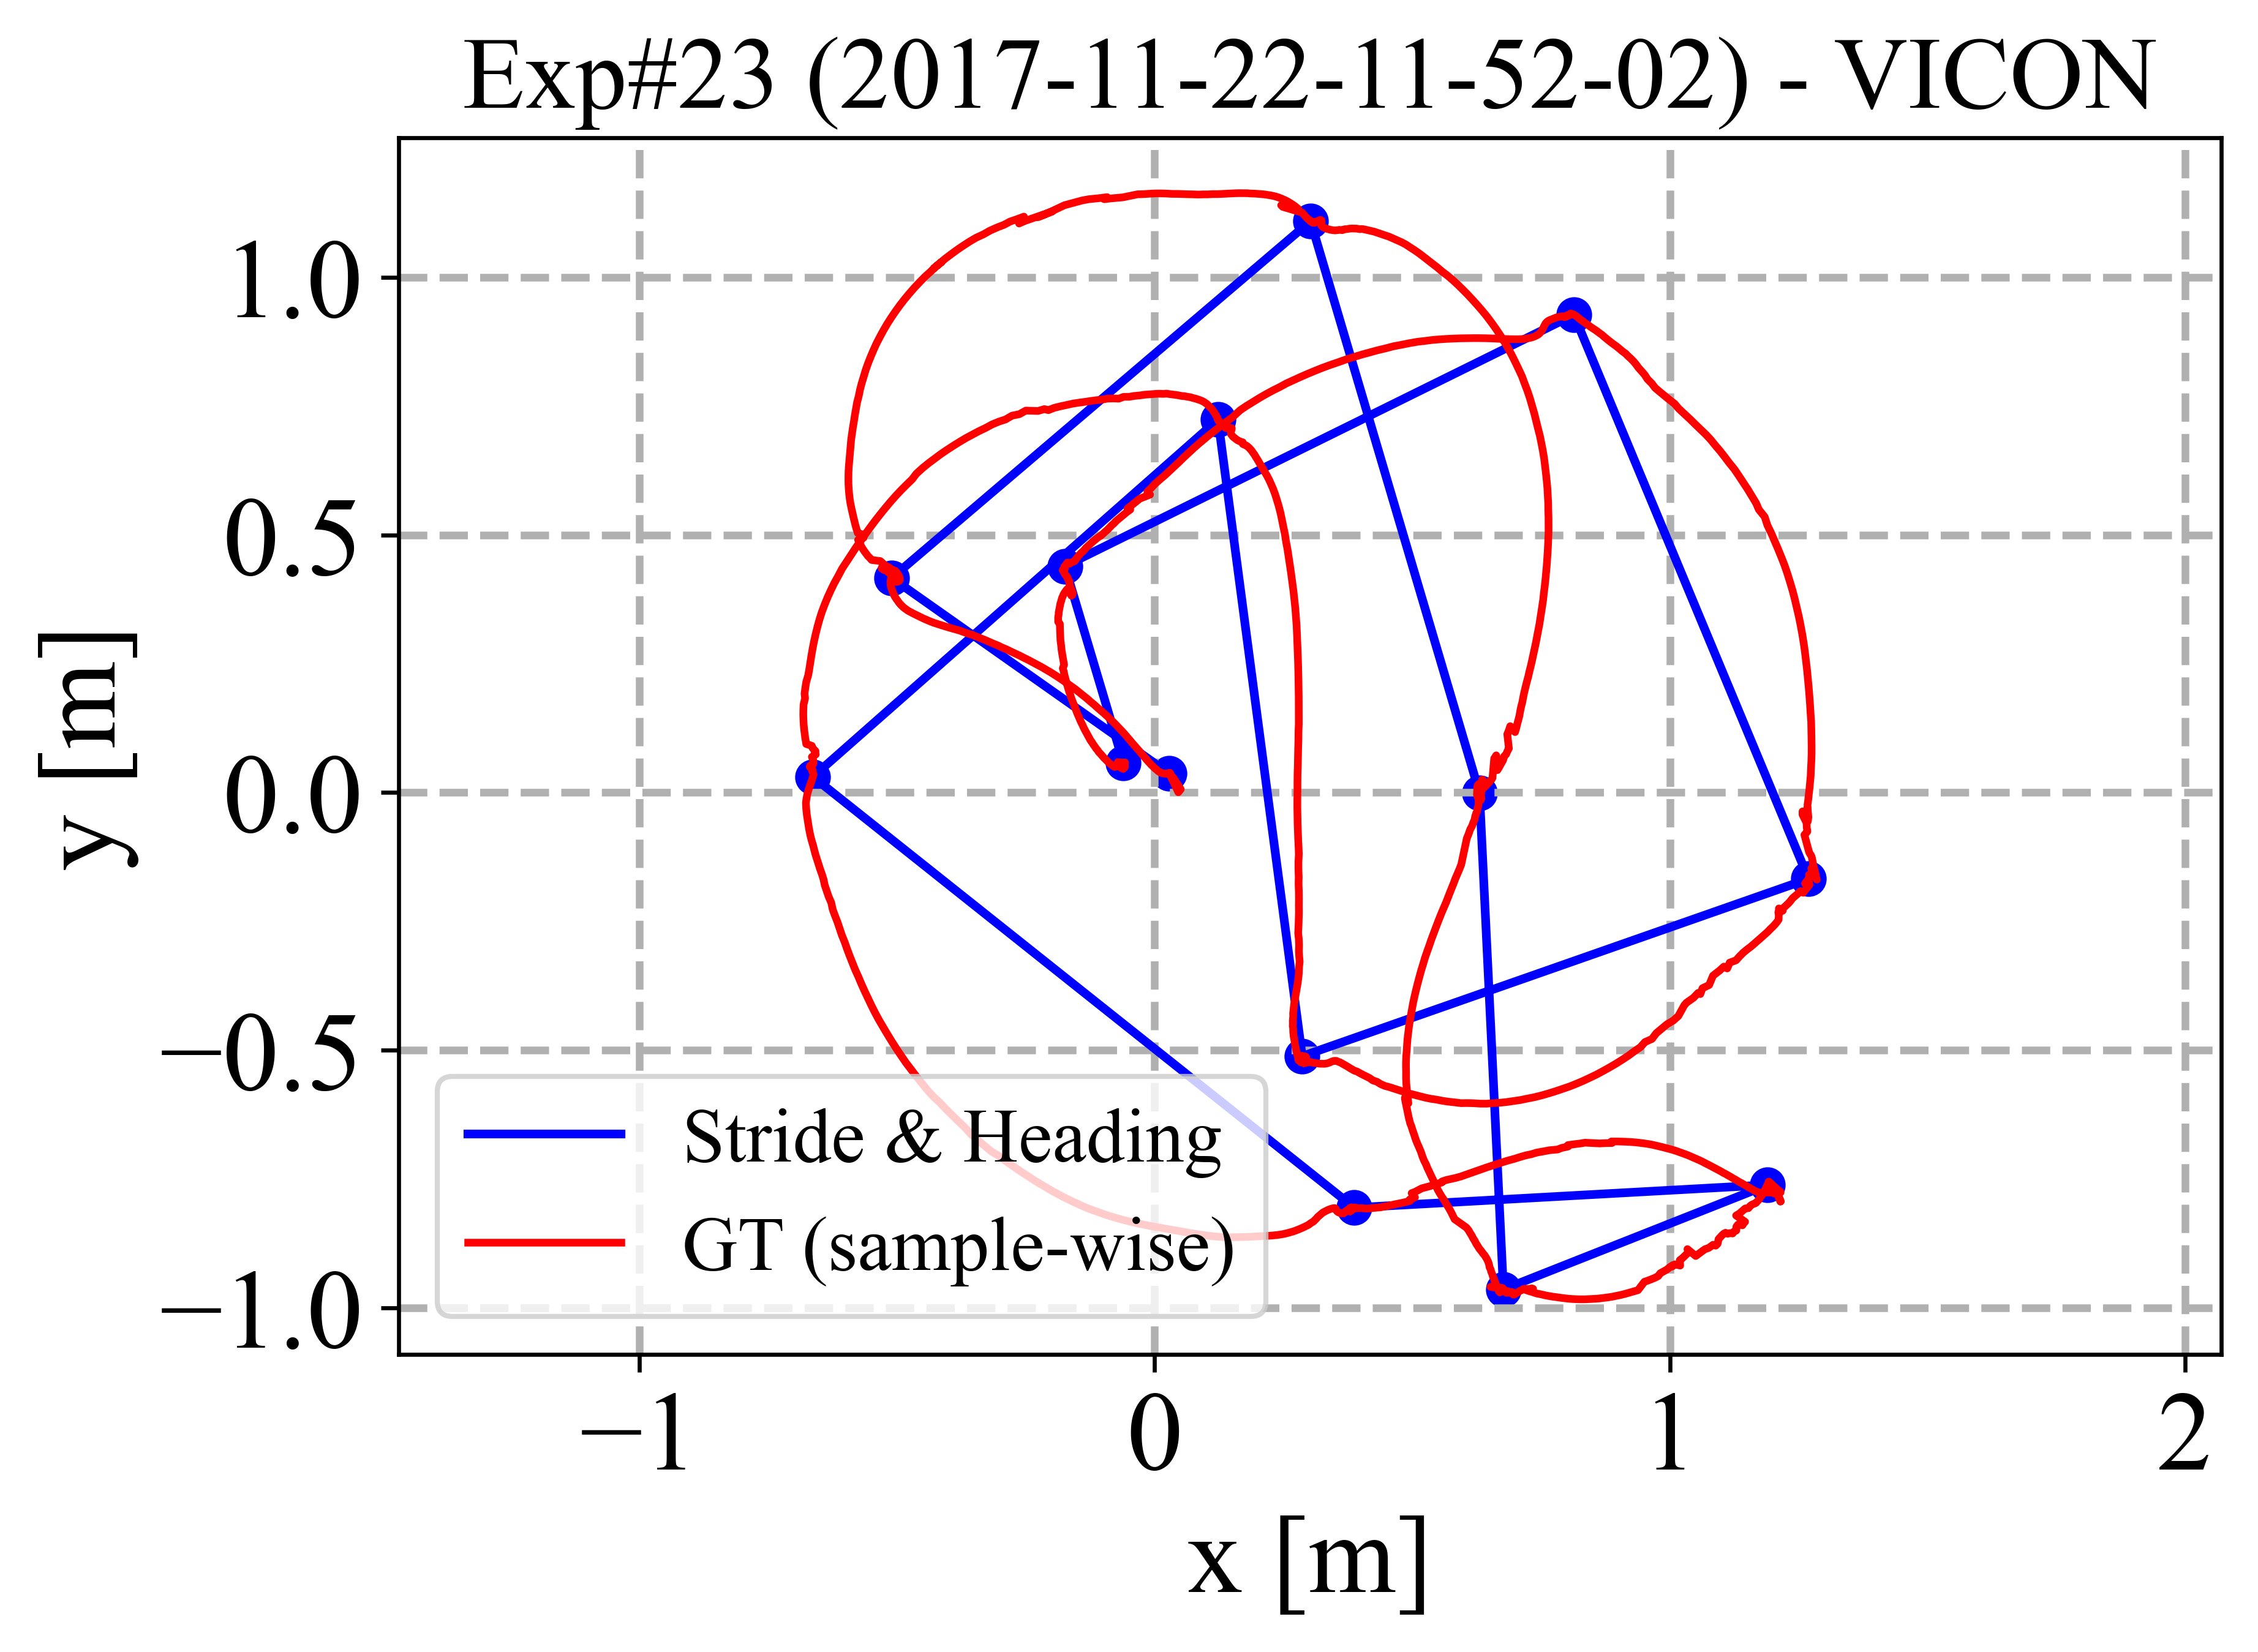 Exp#23 (2017-11-22-11-52-02) - VICON
y [m]
1.0
0.5
0.0
−0.5
−1.0
Stride & Heading
GT (sample-wise)
−1 0 1 2
x [m]